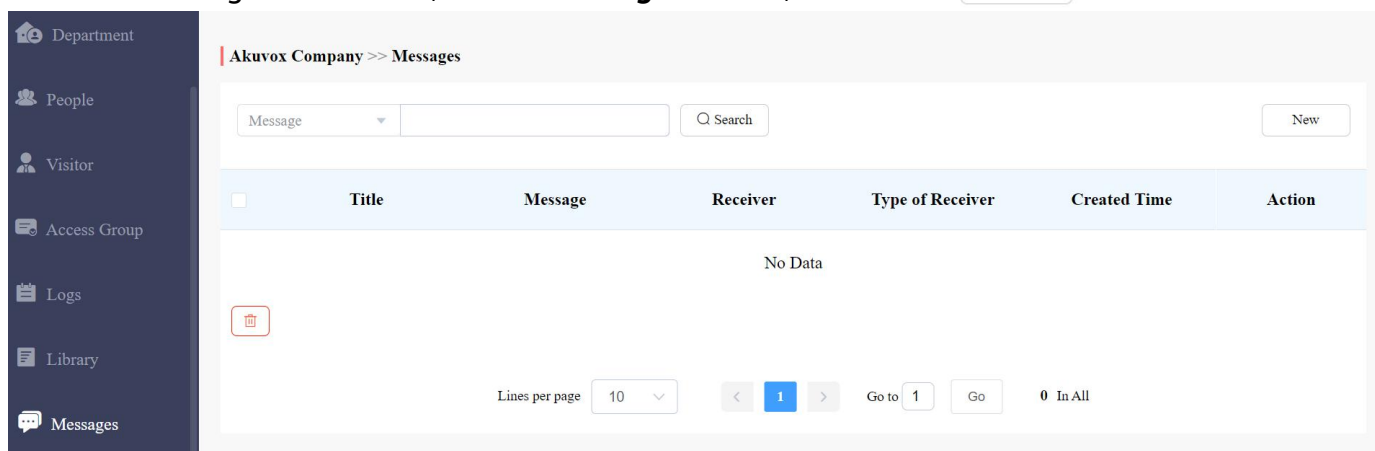 Department
People
Visitor
Access Group
Logs
Library
Messages
Akuvox Company >> Messages
Message
Search
New
Title Message Receiver Type of Receiver Created Time Action
No Data
Lines per page 10 < 1 > Go to 1 Go 0 In All